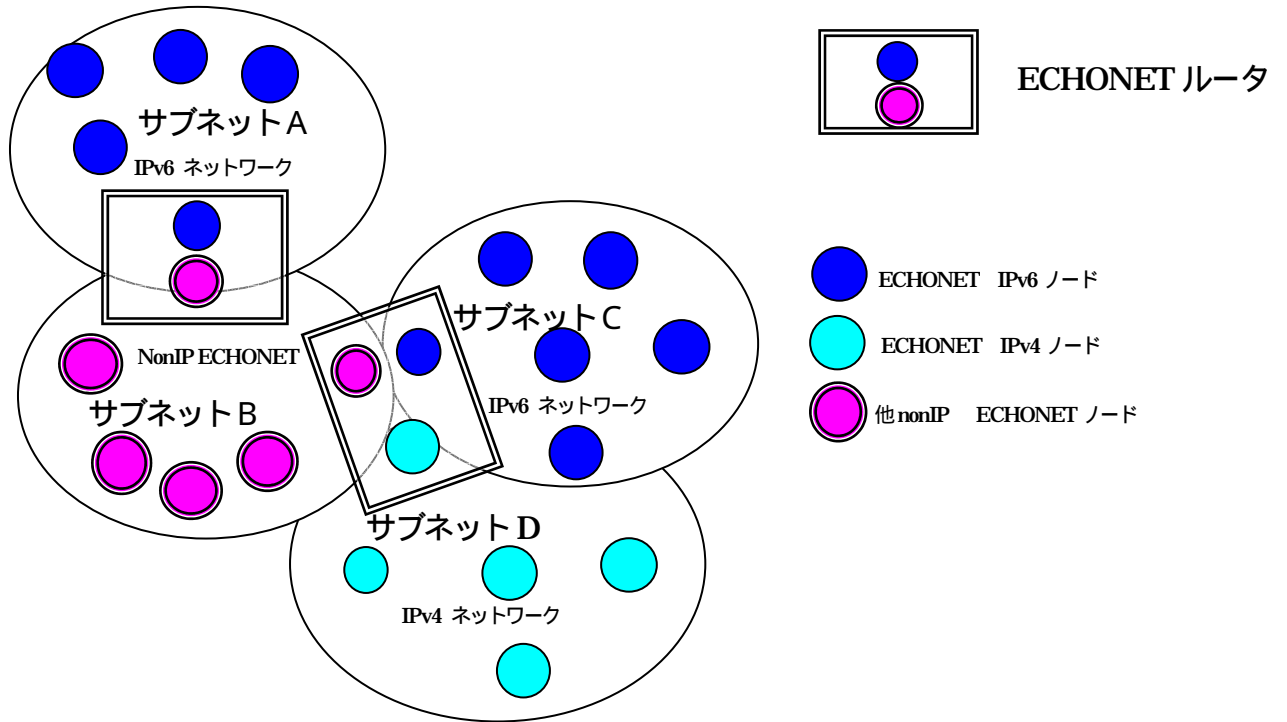 サブネットA
IPv6 ネットワーク
NonIP ECHONET
サブネットB
サブネットC
IPv6 ネットワーク
サブネット D
IPv4 ネットワーク
ECHONET ルータ
ECHONET IPv6 ノード
ECHONET IPv4 ノード
他 nonIP ECHONET ノード